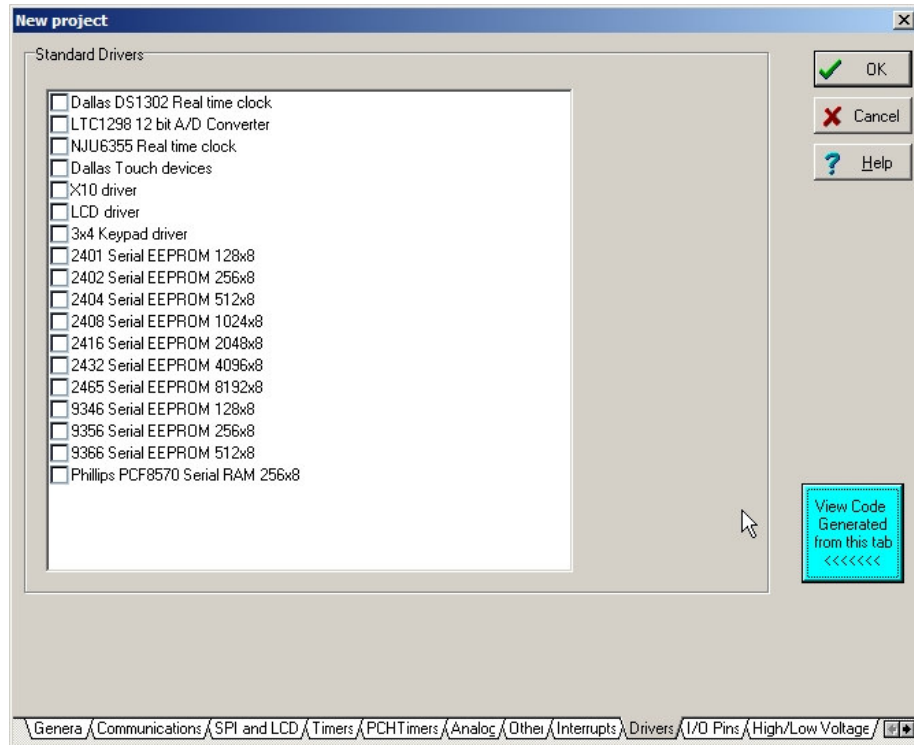 New project
Standard Drivers
Dallas DS1302 Real time clock
LTC1298 12 bit A/D Converter
NJU6355 Real time clock
Dallas Touch devices
X10 driver
LCD driver
3x4 Keypad driver
2401 Serial EEPROM 128x8
2402 Serial EEPROM 256x8
2404 Serial EEPROM 512x8
2408 Serial EEPROM 1024x8
2416 Serial EEPROM 2048x8
2432 Serial EEPROM 4096x8
2465 Serial EEPROM 8192x8
9346 Serial EEPROM 128x8
9356 Serial EEPROM 256x8
9366 Serial EEPROM 512x8
Phillips PCF8570 Serial RAM 256x8
OK
Cancel
Help
View Code
Generated
from this tab
<<<<<<<
Genera Communications SPI and LCD Timers PCHTimers Analog Other Interrupts Drivers I/O Pins High/Low Voltage